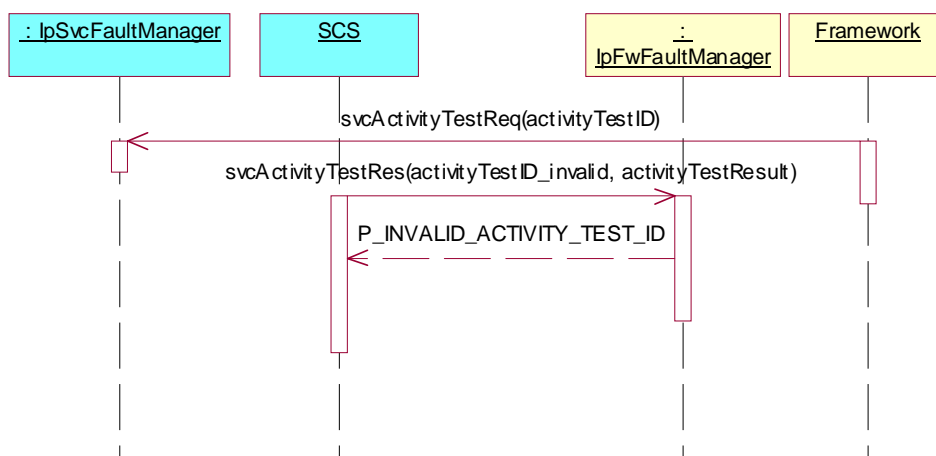 : IpSvcFaultManager
SCS
:
IpFwFaultManager
Framework
svcActivityTestReq(activityTestID)
svcActivityTestRes(activityTestID_invalid, activityTestResult)
P_INVALID_ACTIVITY_TEST_ID